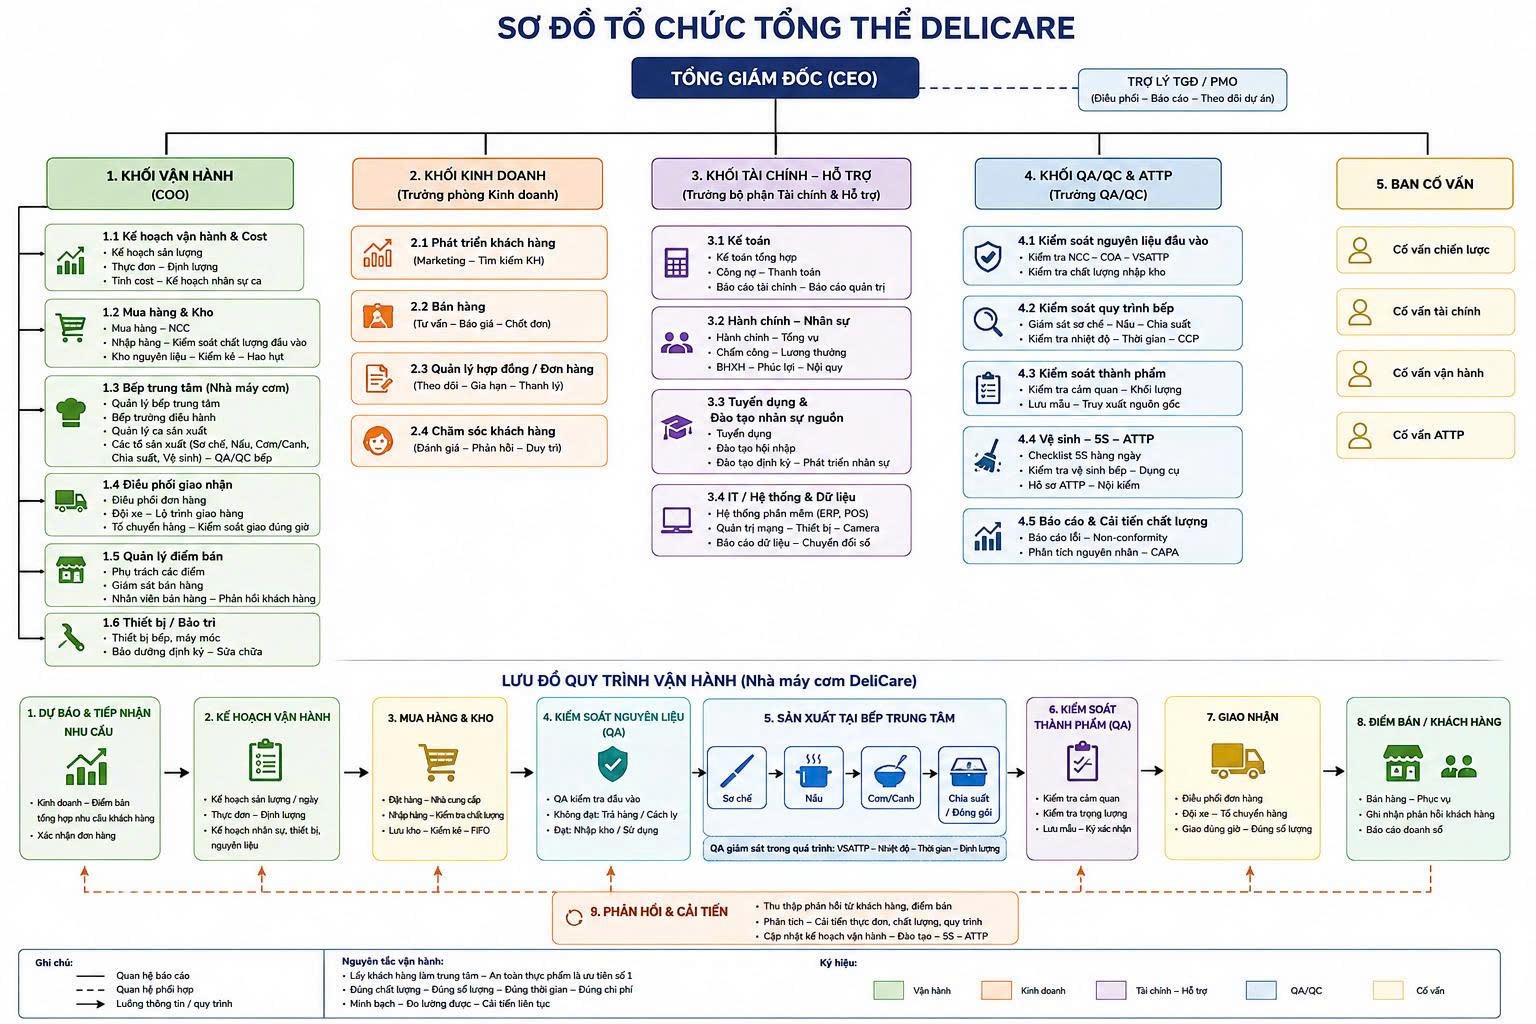 SƠ ĐỒ TỔ CHỨC TỔNG THỂ DELICARE
TỔNG GIÁM ĐỐC (CEO)
TRỢ LÝ TGĐ / PMO
(Điều phối – Báo cáo – Theo dõi dự án)
1. KHỐI VẬN HÀNH
(COO)
1.1 Kế hoạch vận hành & Cost
• Kế hoạch sản lượng
• Thực đơn – Định lượng
• Tính cost – Kế hoạch nhân sự ca
1.2 Mua hàng & Kho
• Mua hàng – NCC
• Nhập hàng – Kiểm soát chất lượng đầu vào
• Kho nguyên liệu – Kiểm kê – Hao hụt
1.3 Bếp trung tâm (Nhà máy cơm)
• Quản lý bếp trung tâm
• Bếp trưởng điều hành
• Quản lý ca sản xuất
• Các tổ sản xuất (Sơ chế, Nấu, Cơm/Canh,
Chia suất, Vệ sinh) – QA/QC bếp
1.4 Điều phối giao nhận
• Điều phối đơn hàng
• Đội xe – Lộ trình giao hàng
• Tổ chuyển hàng – Kiểm soát giao đúng giờ
1.5 Quản lý điểm bán
• Phụ trách các điểm
• Giám sát bán hàng
• Nhân viên bán hàng – Phản hồi khách hàng
1.6 Thiết bị / Bảo trì
• Thiết bị bếp, máy móc
• Bảo dưỡng định kỳ – Sửa chữa
2. KHỐI KINH DOANH
(Trưởng phòng Kinh doanh)
2.1 Phát triển khách hàng
(Marketing – Tìm kiếm KH)
2.2 Bán hàng
(Tư vấn – Báo giá – Chốt đơn)
2.3 Quản lý hợp đồng / Đơn hàng
(Theo dõi – Gia hạn – Thanh lý)
2.4 Chăm sóc khách hàng
(Đánh giá – Phản hồi – Duy trì)
3. KHỐI TÀI CHÍNH – HỖ TRỢ
(Trưởng bộ phận Tài chính & Hỗ trợ)
3.1 Kế toán
• Kế toán tổng hợp
• Công nợ – Thanh toán
• Báo cáo tài chính – Báo cáo quản trị
3.2 Hành chính – Nhân sự
• Hành chính – Tổng vụ
• Chấm công – Lương thưởng
• BHXH – Phúc lợi – Nội quy
3.3 Tuyển dụng &
Đào tạo nhân sự nguồn
• Tuyển dụng
• Đào tạo hội nhập
• Đào tạo định kỳ – Phát triển nhân sự
3.4 IT / Hệ thống & Dữ liệu
• Hệ thống phần mềm (ERP, POS)
• Quản trị mạng – Thiết bị – Camera
• Báo cáo dữ liệu – Chuyển đổi số
4. KHỐI QA/QC & ATTP
(Trưởng QA/QC)
4.1 Kiểm soát nguyên liệu đầu vào
• Kiểm tra NCC – COA – VSATTP
• Kiểm tra chất lượng nhập kho
4.2 Kiểm soát quy trình bếp
• Giám sát sơ chế – Nấu – Chia suất
• Kiểm tra nhiệt độ – Thời gian – CCP
4.3 Kiểm soát thành phẩm
• Kiểm tra cảm quan – Khối lượng
• Lưu mẫu – Truy xuất nguồn gốc
4.4 Vệ sinh – 5S – ATTP
• Checklist 5S hàng ngày
• Kiểm tra vệ sinh bếp – Dụng cụ
• Hồ sơ ATTP – Nội kiểm
4.5 Báo cáo & Cải tiến chất lượng
• Báo cáo lỗi – Non-conformity
• Phân tích nguyên nhân – CAPA
5. BAN CỐ VẤN
Cố vấn chiến lược
Cố vấn tài chính
Cố vấn vận hành
Cố vấn ATTP
LƯU ĐỒ QUY TRÌNH VẬN HÀNH (Nhà máy cơm DeliCare)
1. DỰ BÁO & TIẾP NHẬN
NHU CẦU
• Kinh doanh – Điểm bán
tổng hợp nhu cầu khách hàng
• Xác nhận đơn hàng
2. KẾ HOẠCH VẬN HÀNH
• Kế hoạch sản lượng / ngày
• Thực đơn – Định lượng
• Kế hoạch nhân sự, thiết bị,
nguyên liệu
3. MUA HÀNG & KHO
• Đặt hàng – Nhà cung cấp
• Nhập hàng – Kiểm tra chất lượng
• Lưu kho – Kiểm kê – FIFO
4. KIỂM SOÁT NGUYÊN LIỆU
(QA)
• QA kiểm tra đầu vào
• Không đạt: Trả hàng / Cách ly
• Đạt: Nhập kho / Sử dụng
5. SẢN XUẤT TẠI BẾP TRUNG TÂM
Sơ chế
Nấu
Cơm/Canh
Chia suất
/ Đóng gói
QA giám sát trong quá trình: VSATTP – Nhiệt độ – Thời gian – Định lượng
6. KIỂM SOÁT
THÀNH PHẨM (QA)
• Kiểm tra cảm quan
• Kiểm tra trọng lượng
• Lưu mẫu – Ký xác nhận
7. GIAO NHẬN
• Điều phối đơn hàng
• Đội xe – Tổ chuyển hàng
• Giao đúng giờ – Đúng số lượng
8. ĐIỂM BÁN / KHÁCH HÀNG
• Bán hàng – Phục vụ
• Ghi nhận phản hồi khách hàng
• Báo cáo doanh số
9. PHẢN HỒI & CẢI TIẾN
• Thu thập phản hồi từ khách hàng, điểm bán
• Phân tích – Cải tiến thực đơn, chất lượng, quy trình
• Cập nhật kế hoạch vận hành – Đào tạo – 5S – ATTP
Ghi chú:
Quan hệ báo cáo
Quan hệ phối hợp
Luồng thông tin / quy trình
Nguyên tắc vận hành:
• Lấy khách hàng làm trung tâm – An toàn thực phẩm là ưu tiên số 1
• Đúng chất lượng – Đúng số lượng – Đúng thời gian – Đúng chi phí
• Minh bạch – Đo lường được – Cải tiến liên tục
Ký hiệu:
Vận hành
Kinh doanh
Tài chính – Hỗ trợ
QA/QC
Cố vấn